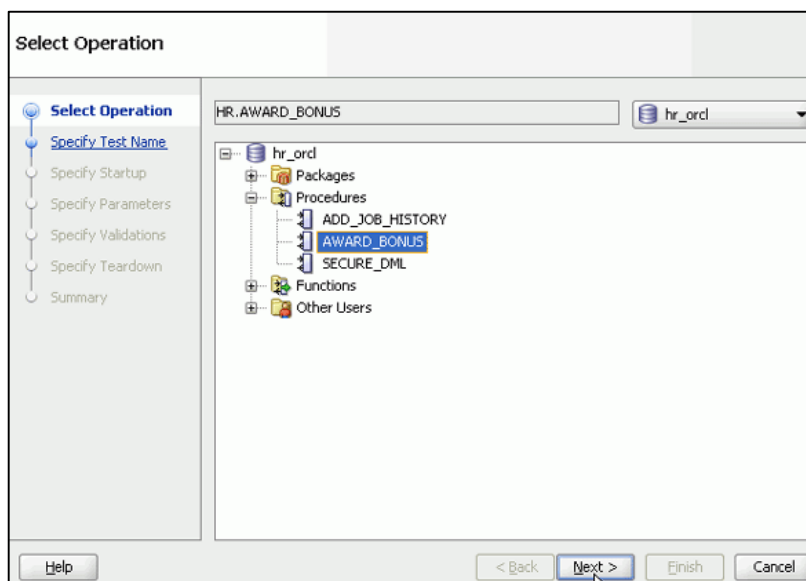 Select Operation
Select Operation
Specify Test Name
Specify Startup
Specify Parameters
Specify Validations
Specify Teardown
Summary
HR.AWARD_BONUS
hr_orcl
hr_orcl
Packages
Procedures
ADD_JOB_HISTORY
AWARD_BONUS
SECURE_DML
Functions
Other Users
Help
< Back
Next >
Finish
Cancel